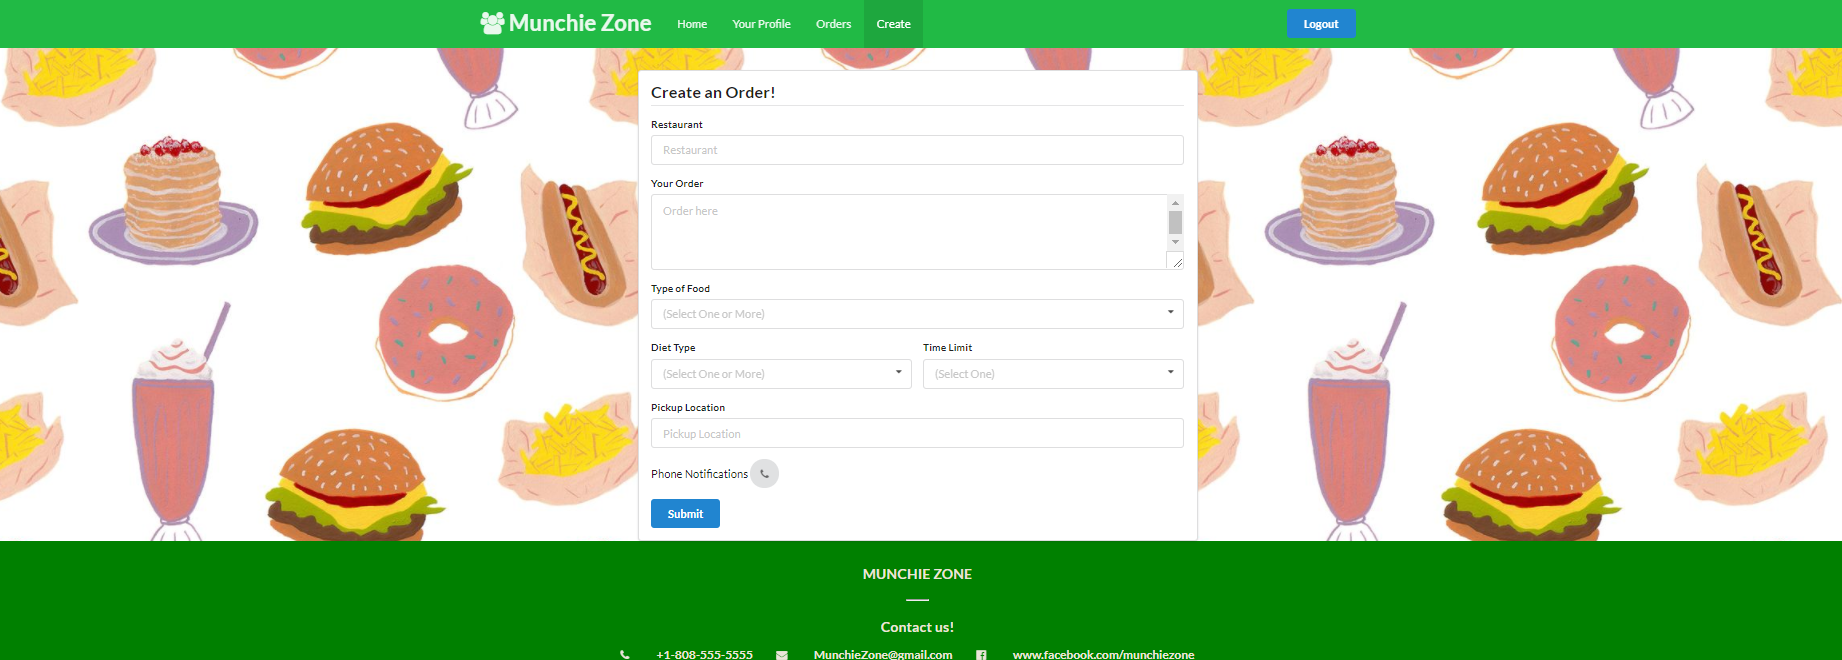 Munchie Zone Home Your Profile Orders Create Logout
Create an Order!
Restaurant
Restaurant
Your Order
Order here
Type of Food
(Select One or More)
Diet Type Time Limit
(Select One or More) (Select One)
Pickup Location
Pickup Location
Phone Notifications
Submit
MUNCHIE ZONE
Contact us!
+1-808-555-5555 MunchieZone@gmail.com www.facebook.com/munchiezone